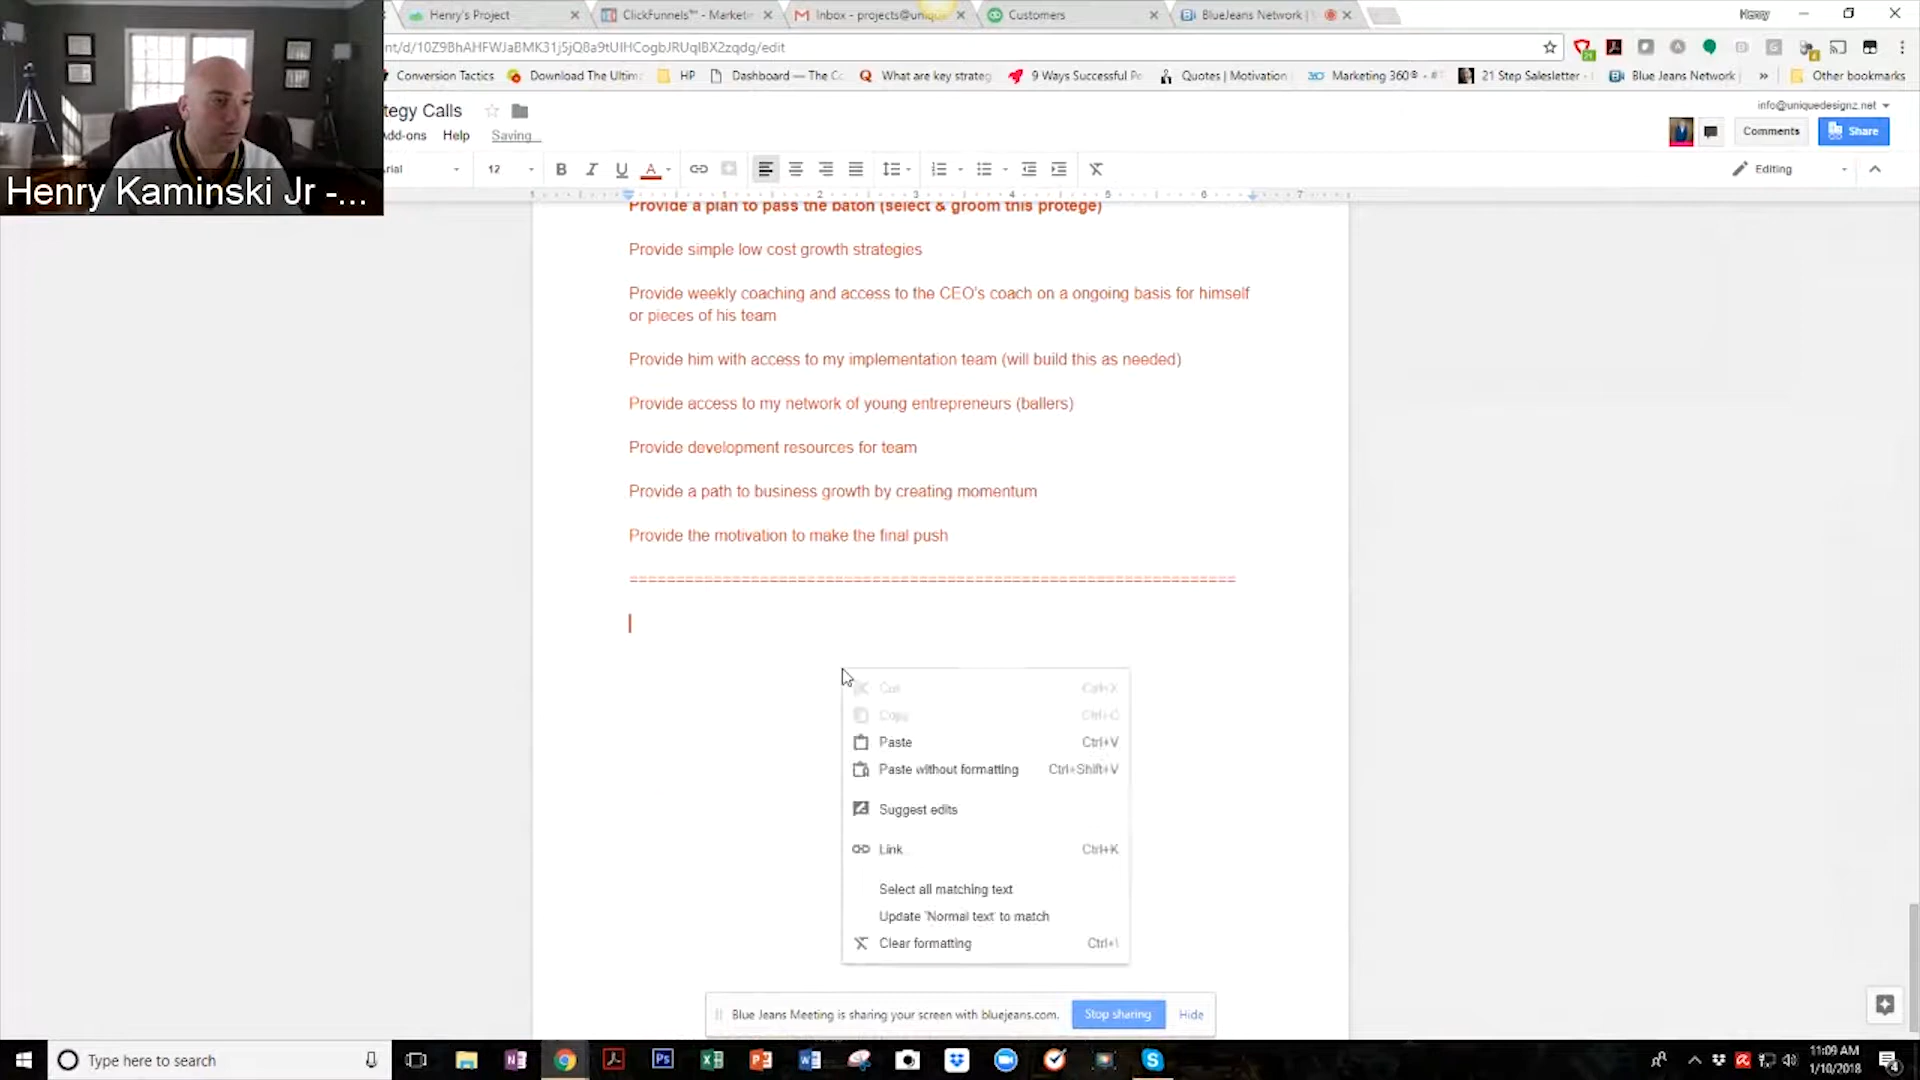 Henry's Project
ClickFunnels™ - Marketi
Inbox - projects@unique
Customers
BlueJeans Network |
Henry
nt/d/10Z9BhAHFWJaBMK31j5jQ8a9tUIHCogbJRUqIBX2zqdg/edit
Conversion Tactics
Download The Ultim
HP
Dashboard — The C
What are key strateg
9 Ways Successful Pe
Quotes | Motivation
Marketing 360® -
21 Step Salesletter -
Blue Jeans Network
»
Other bookmarks
tegy Calls
info@uniquedesignz.net
Add-ons
Help
Saving...
Comments
Share
Arial
12
Editing
Henry Kaminski Jr -...
Provide a plan to pass the baton (select & groom this protege)
Provide simple low cost growth strategies
Provide weekly coaching and access to the CEO's coach on a ongoing basis for himself
or pieces of his team
Provide him with access to my implementation team (will build this as needed)
Provide access to my network of young entrepreneurs (ballers)
Provide development resources for team
Provide a path to business growth by creating momentum
Provide the motivation to make the final push
Cut Ctrl+X
Copy Ctrl+C
Paste Ctrl+V
Paste without formatting Ctrl+Shift+V
Suggest edits
Link... Ctrl+K
Select all matching text
Update 'Normal text' to match
Clear formatting Ctrl+\
Blue Jeans Meeting is sharing your screen with bluejeans.com.
Stop sharing
Hide
Type here to search
11:09 AM
1/10/2018